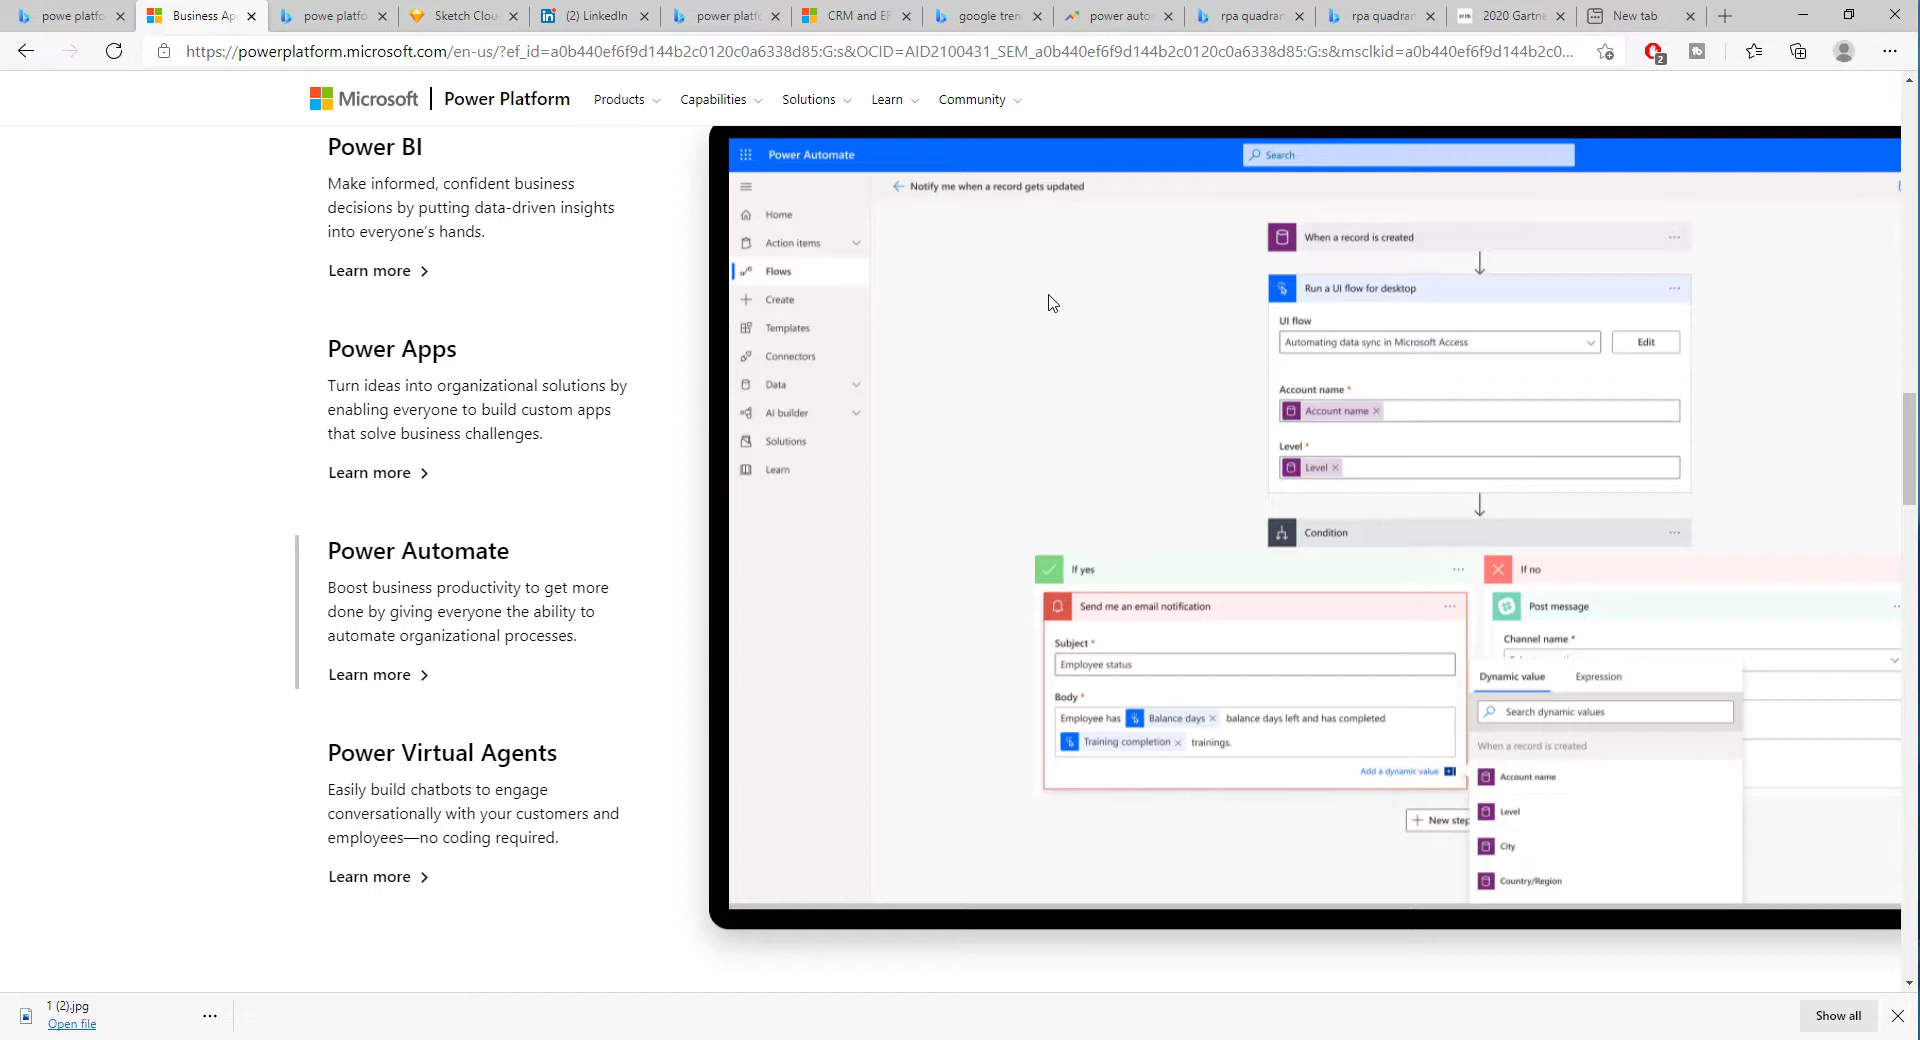 powe platfo
Business Ap
powe platfo
Sketch Clou
(2) LinkedIn
power platf
CRM and EF
google tren
power auto
rpa quadran
rpa quadran
2020 Gartne
New tab
https://powerplatform.microsoft.com/en-us/?ef_id=a0b440ef6f9d144b2c0120c0a6338d85:G:s&OCID=AID2100431_SEM_a0b440ef6f9d144b2c0120c0a6338d85:G:s&msclkid=a0b440ef6f9d144b2c0...
2
Microsoft
Power Platform
Products
Capabilities
Solutions
Learn
Community
Power BI
Make informed, confident business
decisions by putting data-driven insights
into everyone's hands.
Learn more
Power Apps
Turn ideas into organizational solutions by
enabling everyone to build custom apps
that solve business challenges.
Learn more
Power Automate
Boost business productivity to get more
done by giving everyone the ability to
automate organizational processes.
Learn more
Power Virtual Agents
Easily build chatbots to engage
conversationally with your customers and
employees—no coding required.
Learn more
Power Automate
Search
Notify me when a record gets updated
Home
Action items
Flows
Create
Templates
Connectors
Data
AI builder
Solutions
Learn
When a record is created
Run a UI flow for desktop
UI flow
Automating data sync in Microsoft Access
Edit
Account name *
Account name
Level *
Level
Condition
If yes
Send me an email notification
Subject *
Employee status
Body *
Employee has Balance days balance days left and has completed
Training completion trainings.
Add a dynamic value
New step
If no
Post message
Channel name *
Dynamic value
Expression
Search dynamic values
When a record is created
Account name
Level
City
Country/Region
1 (2).jpg
Open file
Show all